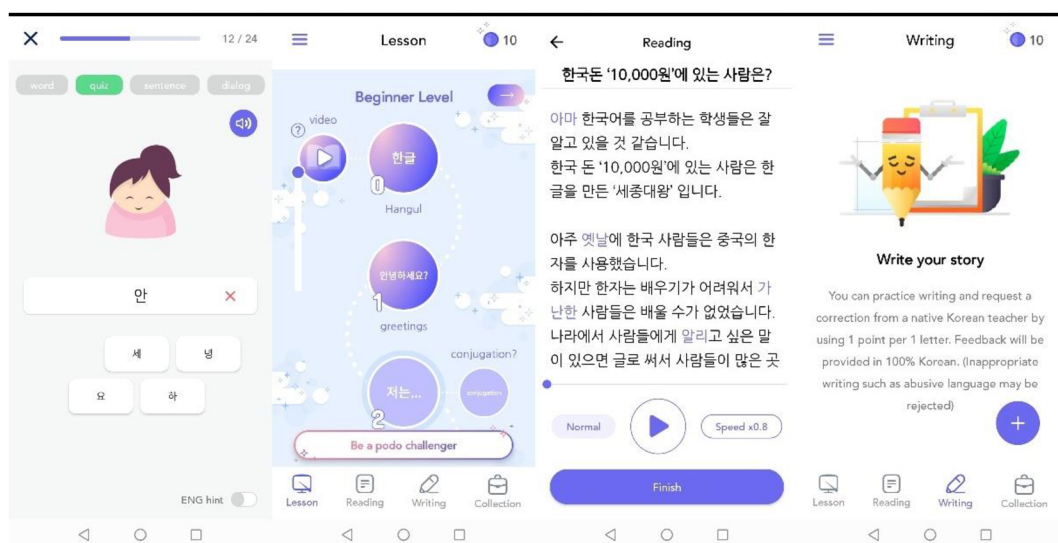 12 / 24
word
quiz
sentence
dialog
안
세
녕
요
하
ENG hint
Lesson
10
Beginner Level
video
?
한글
0
Hangul
안녕하세요?
1
greetings
conjugation?
저는...
conjugation
2
Be a podo challenger
Lesson
Reading
Writing
Collection
Reading
한국돈 '10,000원'에 있는 사람은?
아마 한국어를 공부하는 학생들은 잘
알고 있을 것 같습니다.
한국 돈 '10,000원'에 있는 사람은 한
글을 만든 '세종대왕' 입니다.
아주 옛날에 한국 사람들은 중국의 한
자를 사용했습니다.
하지만 한자는 배우기가 어려워서 가
난한 사람들은 배울 수가 없었습니다.
나라에서 사람들에게 알리고 싶은 말
이 있으면 글로 써서 사람들이 많은 곳
Normal
Speed x0.8
Finish
Writing
10
Write your story
You can practice writing and request a
correction from a native Korean teacher by
using 1 point per 1 letter. Feedback will be
provided in 100% Korean. (Inappropriate
writing such as abusive language may be
rejected)
Lesson
Reading
Writing
Collection